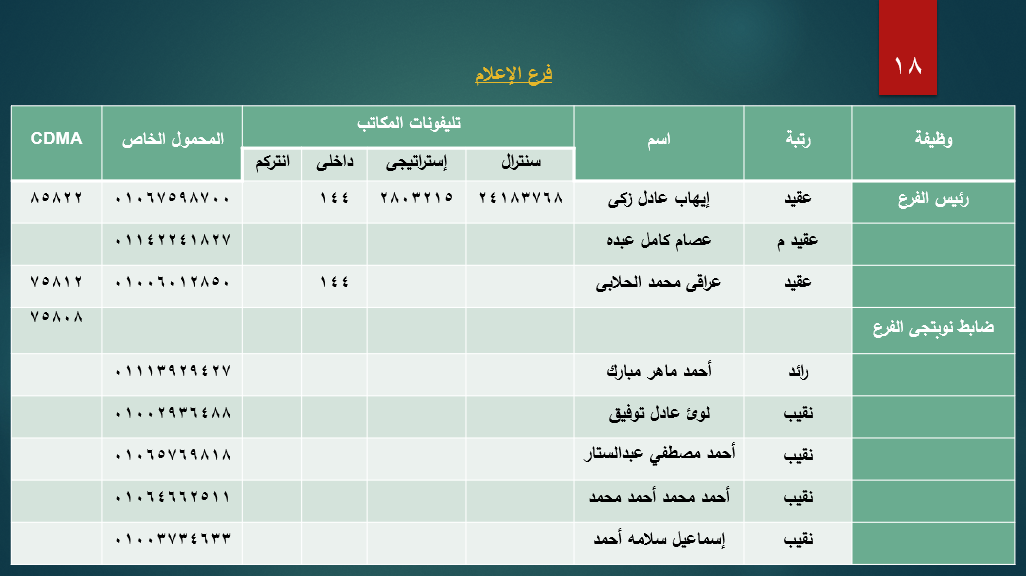 ١٨
فرع الإعلام
وظيفة رتبة اسم تليفونات المكاتب المحمول الخاص CDMA
سنترال إستراتيجى داخلى انتركم
رئيس الفرع عقيد إيهاب عادل زكى ٢٤١٨٣٧٦٨ ٢٨٠٣٢١٥ ١٤٤ ٠١٠٦٧٥٩٨٧٠٠ ٨٥٨٢٢
عقيد م عصام كامل عبده ٠١١٤٢٢٤١٨٢٧
عقيد عراقى محمد الحلابى ١٤٤ ٠١٠٠٦٠١٢٨٥٠ ٧٥٨١٢
ضابط نوبتجى الفرع ٧٥٨٠٨
رائد أحمد ماهر مبارك ٠١١١٣٩٢٩٤٢٧
نقيب لوئ عادل توفيق ٠١٠٠٢٩٣٦٤٨٨
نقيب أحمد مصطفي عبدالستار ٠١٠٦٥٧٦٩٨١٨
نقيب أحمد محمد أحمد محمد ٠١٠٦٤٦٦٢٥١١
نقيب إسماعيل سلامه أحمد ٠١٠٠٣٧٣٤٦٣٣